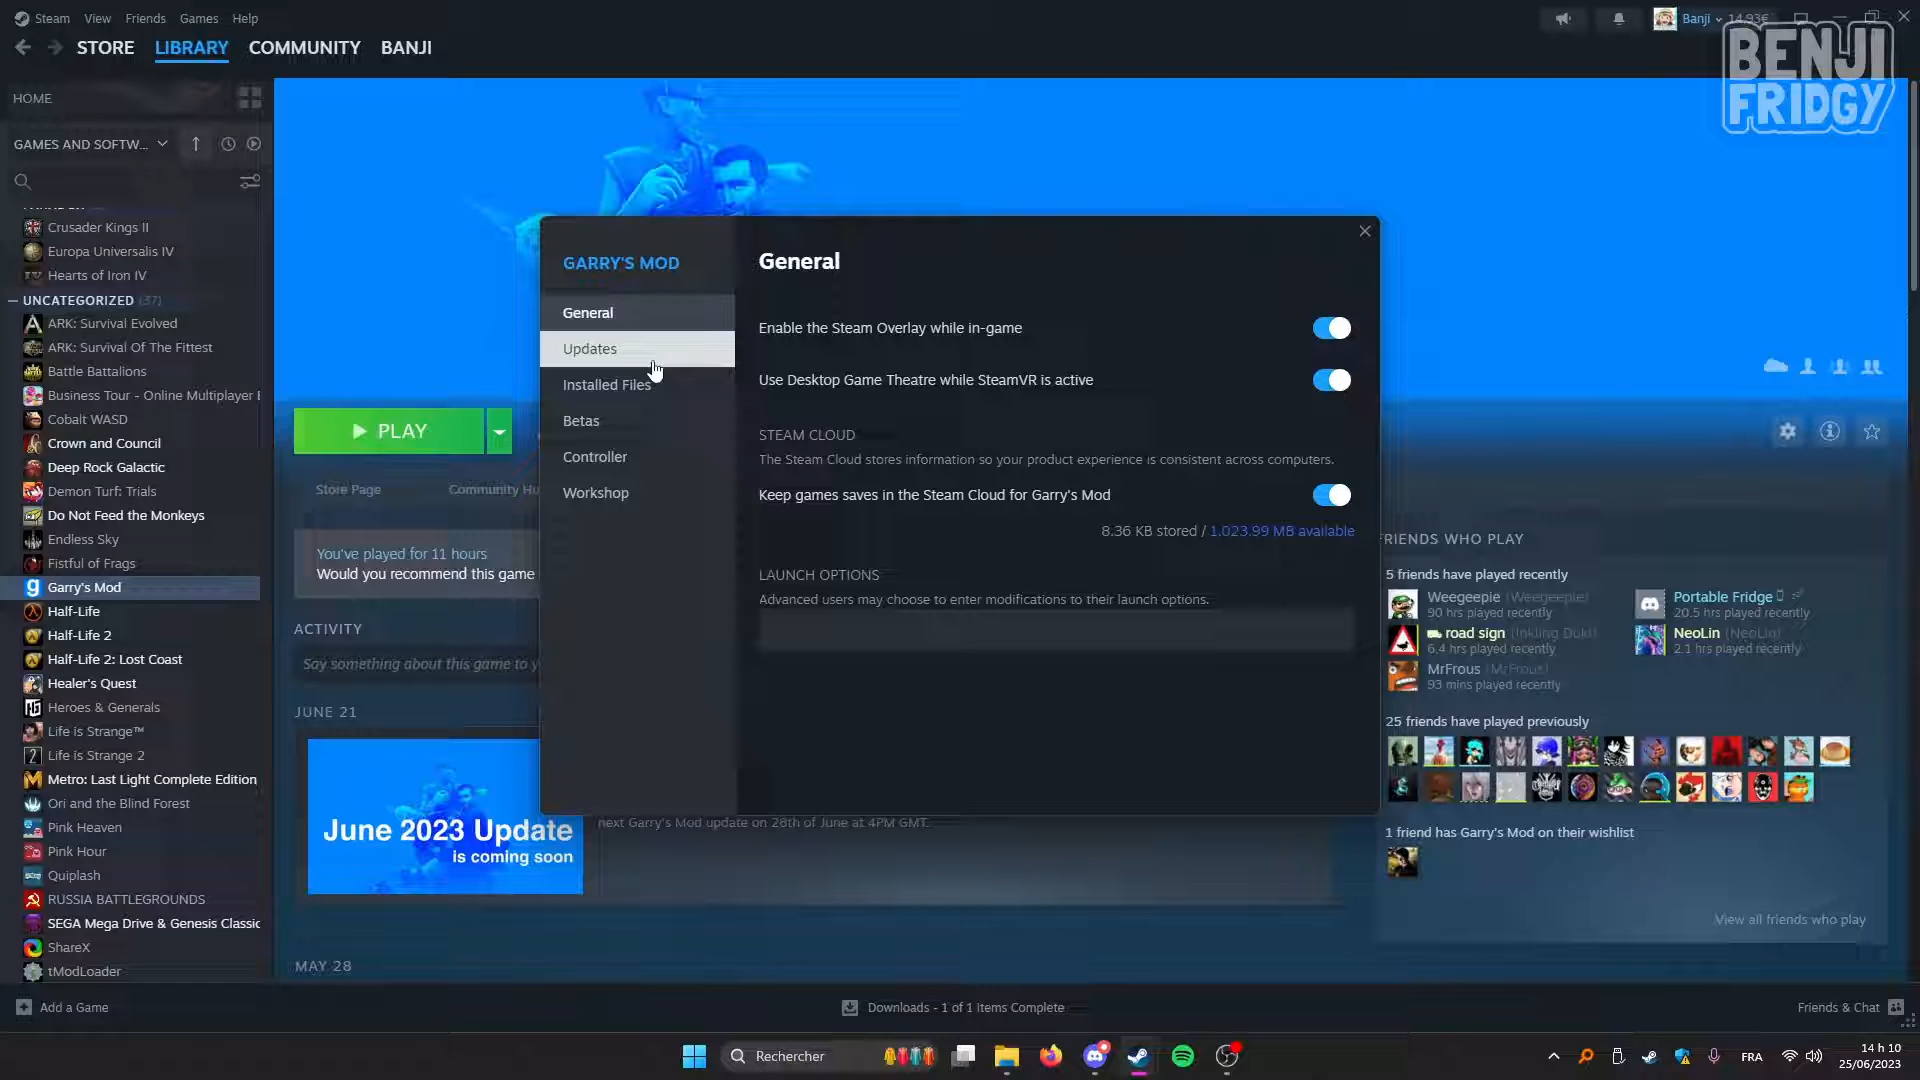 Steam View Friends Games Help
Banji 14,93€
STORE LIBRARY COMMUNITY BANJI
BENJI
FRIDGY
HOME
GAMES AND SOFTW...
Crusader Kings II
Europa Universalis IV
Hearts of Iron IV
UNCATEGORIZED (37)
ARK: Survival Evolved
ARK: Survival Of The Fittest
Battle Battalions
Business Tour - Online Multiplayer
Cobalt WASD
Crown and Council
Deep Rock Galactic
Demon Turf: Trials
Do Not Feed the Monkeys
Endless Sky
Fistful of Frags
Garry's Mod
Half-Life
Half-Life 2
Half-Life 2: Lost Coast
Healer's Quest
Heroes & Generals
Life is Strange™
Life is Strange 2
Metro: Last Light Complete Edition
Ori and the Blind Forest
Pink Heaven
Pink Hour
Quiplash
RUSSIA BATTLEGROUNDS
SEGA Mega Drive & Genesis Classic
ShareX
tModLoader
PLAY
Store Page Community Hu
You've played for 11 hours
Would you recommend this game
ACTIVITY
Say something about this game to y
JUNE 21
June 2023 Update
is coming soon
next Garry's Mod update on 28th of June at 4PM GMT.
MAY 28
GARRY'S MOD
General
Updates
Installed Files
Betas
Controller
Workshop
General
Enable the Steam Overlay while in-game
Use Desktop Game Theatre while SteamVR is active
STEAM CLOUD
The Steam Cloud stores information so your product experience is consistent across computers.
Keep games saves in the Steam Cloud for Garry's Mod
8.36 KB stored / 1,023.99 MB available
LAUNCH OPTIONS
Advanced users may choose to enter modifications to their launch options.
FRIENDS WHO PLAY
5 friends have played recently
Weegeepie (Weegeepie)
90 hrs played recently
Portable Fridge
20.5 hrs played recently
road sign (Inkling Duki)
6.4 hrs played recently
NeoLin (NeoLin)
2.1 hrs played recently
MrFrous (MrFrous)
93 mins played recently
25 friends have played previously
1 friend has Garry's Mod on their wishlist
View all friends who play
Add a Game
Downloads - 1 of 1 Items Complete
Friends & Chat
Rechercher
FRA
14 h 10
25/06/2023